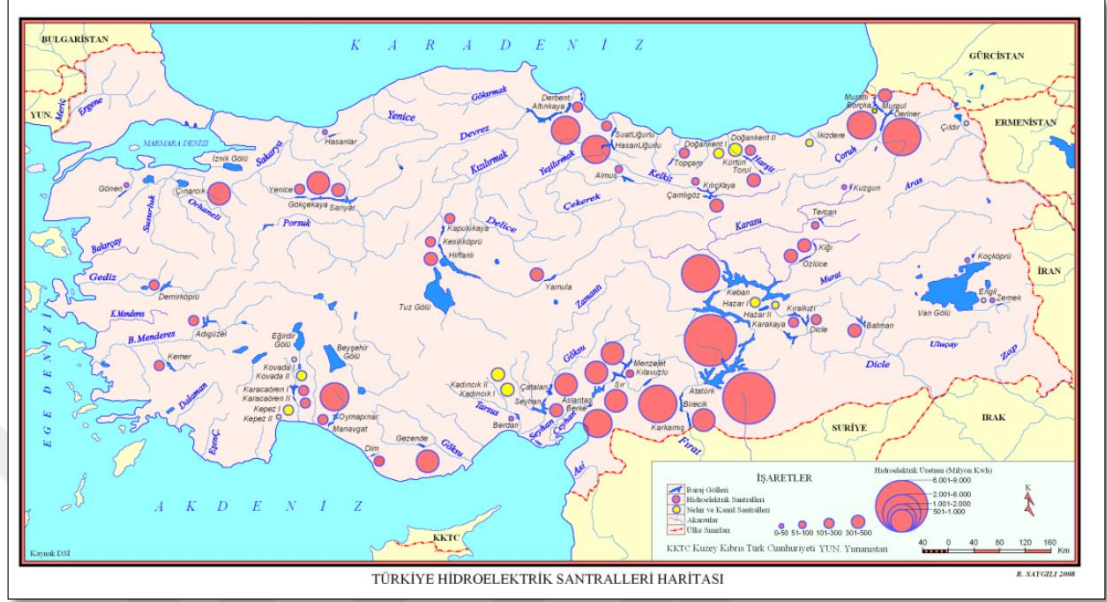 BULGARİSTAN
K A R A D E N İ Z
GÜRCİSTAN
YUN.
Meriç
Ergene
MARMARA DENİZİ
İznik Gölü
Sakarya
Hasanlar
Yenice
Gökırmak
Devrez
Kızılırmak
Derbent
Altınkaya
SuatUğurlu
HasanUğurlu
Yeşilırmak
Almus
Kelkit
Topçam
Doğankent I
Doğankent II
Kürtün
Torul
Harşit
İkizdere
Çoruh
Muratlı
Borçka
Murgul
Deriner
Çıldır
ERMENİSTAN
Gönen
Çınarcık
Orhaneli
Susurluk
Yenice
Gökçekaya
Sarıyar
Porsuk
Çekerek
Kılıçkaya
Çamlıgöz
Kuzgun
Aras
Karasu
Tercan
Kapulukaya
Kesikköprü
Hirfanlı
Delice
Bakırçay
Gediz
Demirköprü
Yamula
Zamantı
Kığı
Özlüce
Murat
Koçköprü
İRAN
Keban
Hazar I
Hazar II
Kıralkızı
Karakaya
Dicle
Batman
Engil
Zernek
Van Gölü
Tuz Gölü
K.Menderes
B.Menderes
Adıgüzel
Kemer
Eğirdir
Gölü
Beyşehir
Gölü
Kovada I
Kovada II
Karacaören I
Karacaören II
Kepez I
Kepez II
Dalaman
Eşenç.
Oymapınar
Manavgat
Dim
Gezende
Göksu
Kadıncık II
Kadıncık I
Tarsus
Berdan
Çatalan
Seyhan
Seyhan
Ceyhan
Aslantaş
Berke
Göksu
Menzelet
Kılavuzlu
Sır
Atatürk
Birecik
Karkamış
Fırat
Dicle
Uluçay
Zap
Asi
SURİYE
IRAK
EGE DENİZİ
A K D E N İ Z
KKTC
Kaynak DSI
İŞARETLER
Baraj Gölleri
Hidroelektrik Santralleri
Nehir ve Kanal Santralleri
Akarsular
Ülke Sınırları
Hidroelektrik Üretimi (Milyon Kwh)
6.001-9.000
2.001-6.000
1.001-2.000
501-1.000
0-50 51-100 101-300 301-500
K
KKTC Kuzey Kıbrıs Türk Cumhuriyeti YUN. Yunanistan
40 0 40 80 120 160
Km
TÜRKİYE HİDROELEKTRİK SANTRALLERİ HARİTASI
B. SAYGILI 2008